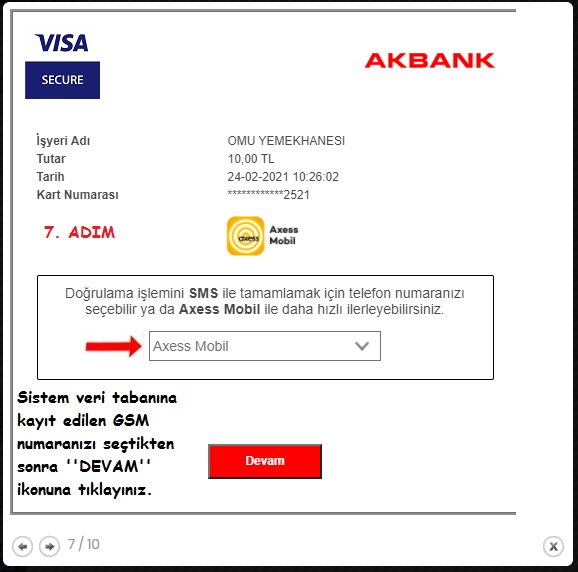 VISA
SECURE
AKBANK
İşyeri Adı OMU YEMEKHANESI
Tutar 10,00 TL
Tarih 24-02-2021 10:26:02
Kart Numarası ************2521
7. ADIM
axess
Axess
Mobil
Doğrulama işlemini SMS ile tamamlamak için telefon numaranızı
seçebilir ya da Axess Mobil ile daha hızlı ilerleyebilirsiniz.
Axess Mobil
Sistem veri tabanına
kayıt edilen GSM
numaranızı seçtikten
sonra ''DEVAM''
ikonuna tıklayınız.
Devam
7 / 10
X